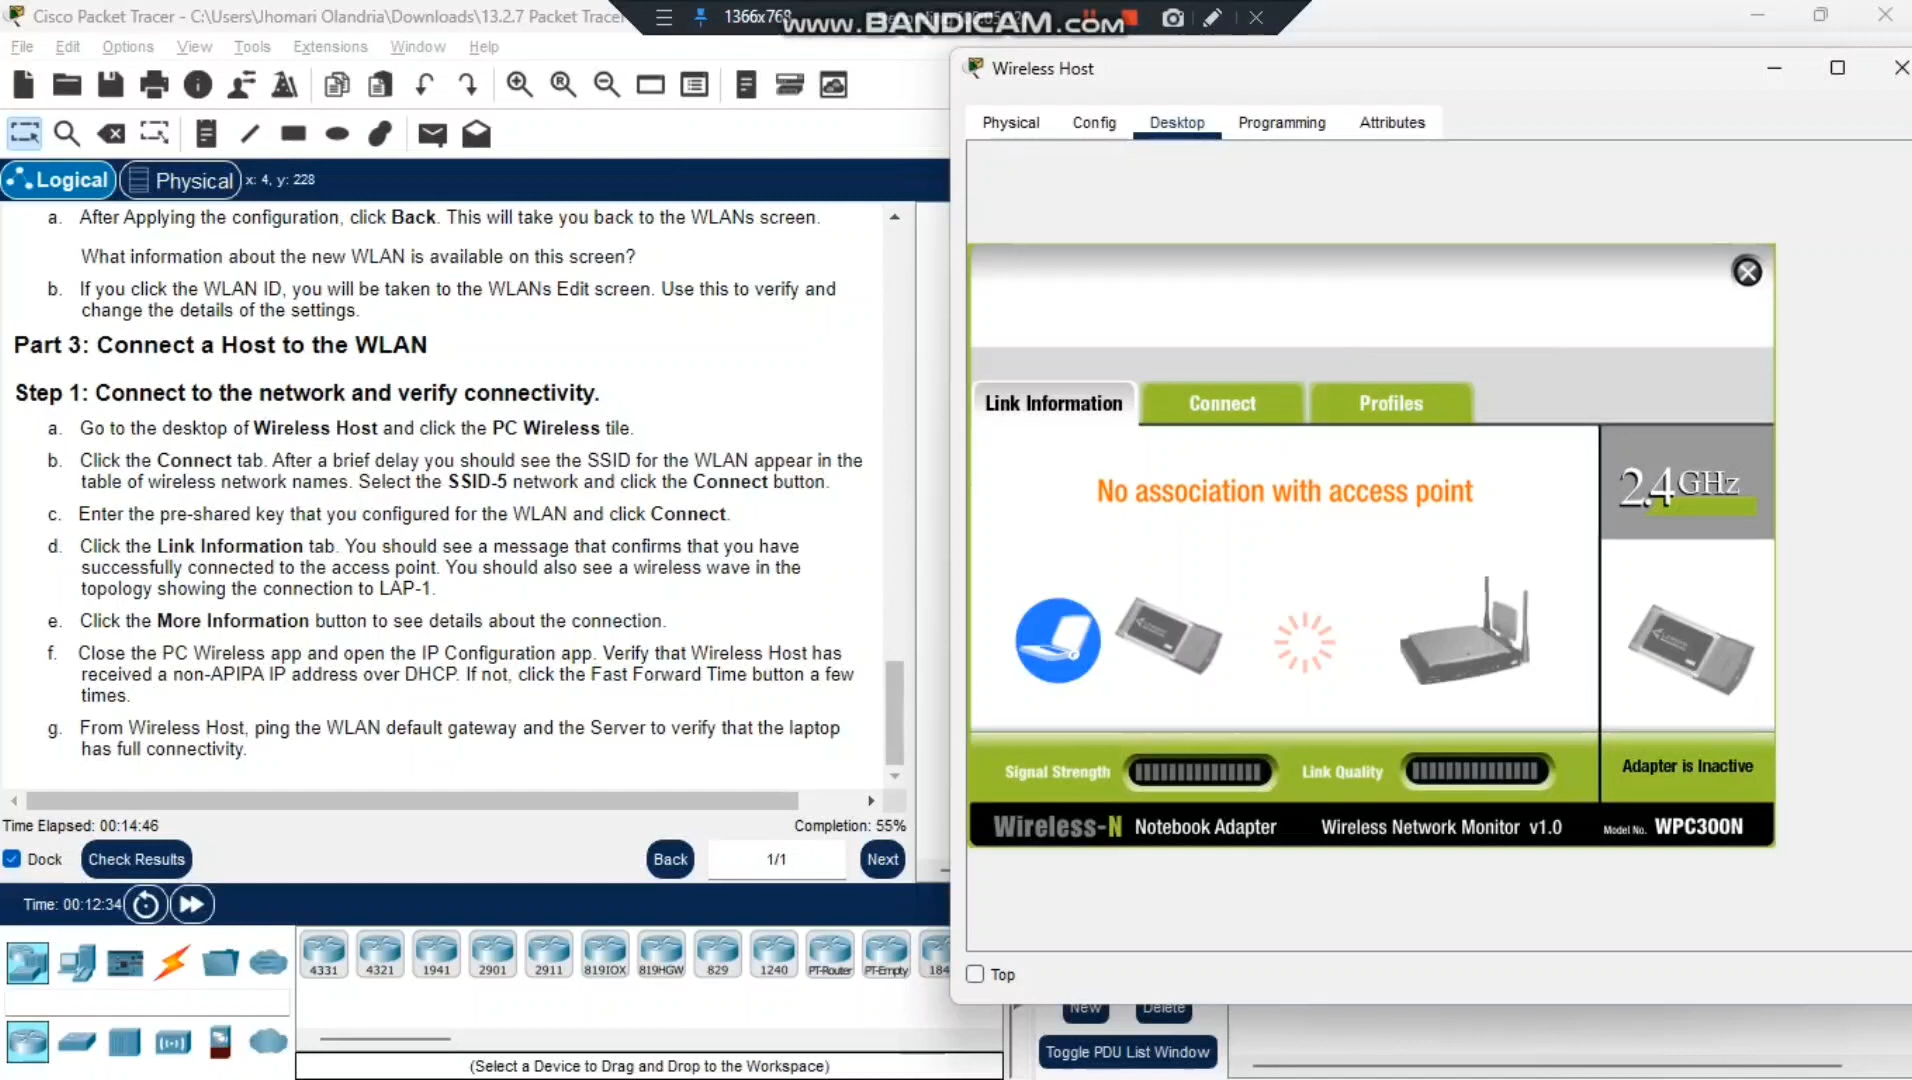 Cisco Packet Tracer - C:\Users\Jhomari Olandria\Downloads\13.2.7 Packet Tracer
1366x768
WWW.BANDICAM.COM
File Edit Options View Tools Extensions Window Help
Wireless Host
Physical Config Desktop Programming Attributes
Logical Physical x: 4, y: 228
a. After Applying the configuration, click Back. This will take you back to the WLANs screen.
What information about the new WLAN is available on this screen?
b. If you click the WLAN ID, you will be taken to the WLANs Edit screen. Use this to verify and
change the details of the settings.
Part 3: Connect a Host to the WLAN
Step 1: Connect to the network and verify connectivity.
a. Go to the desktop of Wireless Host and click the PC Wireless tile.
b. Click the Connect tab. After a brief delay you should see the SSID for the WLAN appear in the
table of wireless network names. Select the SSID-5 network and click the Connect button.
c. Enter the pre-shared key that you configured for the WLAN and click Connect.
d. Click the Link Information tab. You should see a message that confirms that you have
successfully connected to the access point. You should also see a wireless wave in the
topology showing the connection to LAP-1.
e. Click the More Information button to see details about the connection.
f. Close the PC Wireless app and open the IP Configuration app. Verify that Wireless Host has
received a non-APIPA IP address over DHCP. If not, click the Fast Forward Time button a few
times.
g. From Wireless Host, ping the WLAN default gateway and the Server to verify that the laptop
has full connectivity.
Time Elapsed: 00:14:46 Completion: 55%
Dock Check Results Back 1/1 Next
Time: 00:12:34
4331 4321 1941 2901 2911 819IOX 819HGW 829 1240 PT-Router PT-Empty 184
(Select a Device to Drag and Drop to the Workspace)
Link Information Connect Profiles
No association with access point
2.4GHz
Signal Strength Link Quality Adapter is Inactive
Wireless-N Notebook Adapter Wireless Network Monitor v1.0 Model No. WPC300N
Top
New Delete
Toggle PDU List Window